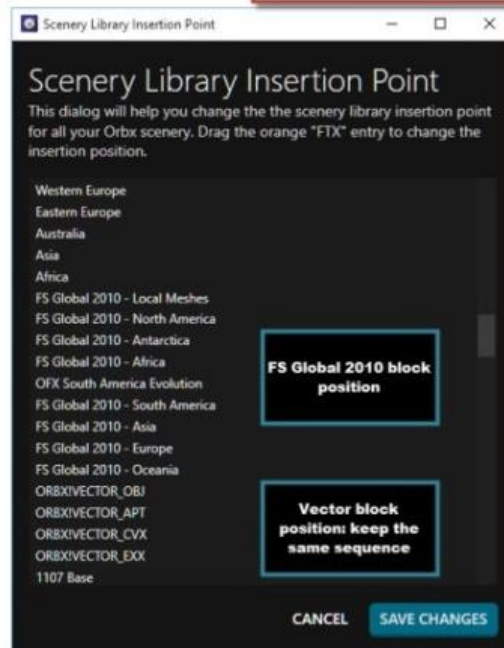 Scenery Library Insertion Point
Scenery Library Insertion Point
This dialog will help you change the the scenery library insertion point
for all your Orbx scenery. Drag the orange "FTX" entry to change the
insertion position.
Western Europe
Eastern Europe
Australia
Asia
Africa
FS Global 2010 - Local Meshes
FS Global 2010 - North America
FS Global 2010 - Antarctica
FS Global 2010 - Africa
OFX South America Evolution
FS Global 2010 - South America
FS Global 2010 - Asia
FS Global 2010 - Europe
FS Global 2010 - Oceania
ORBX!VECTOR_OBJ
ORBX!VECTOR_APT
ORBX!VECTOR_CVX
ORBX!VECTOR_EXX
1107 Base
FS Global 2010 block
position
Vector block
position: keep the
same sequence
CANCEL
SAVE CHANGES